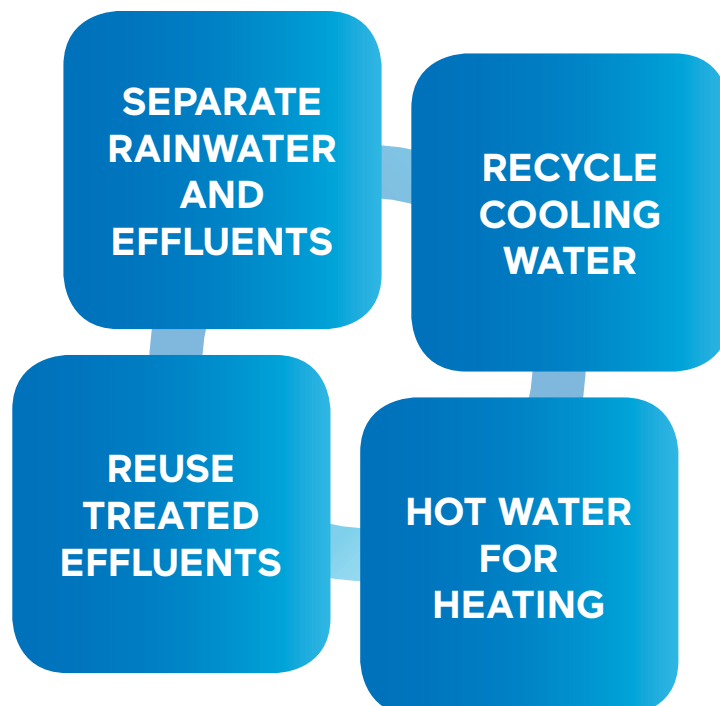 SEPARATE
RAINWATER
AND
EFFLUENTS
RECYCLE
COOLING
WATER
REUSE
TREATED
EFFLUENTS
HOT WATER
FOR
HEATING